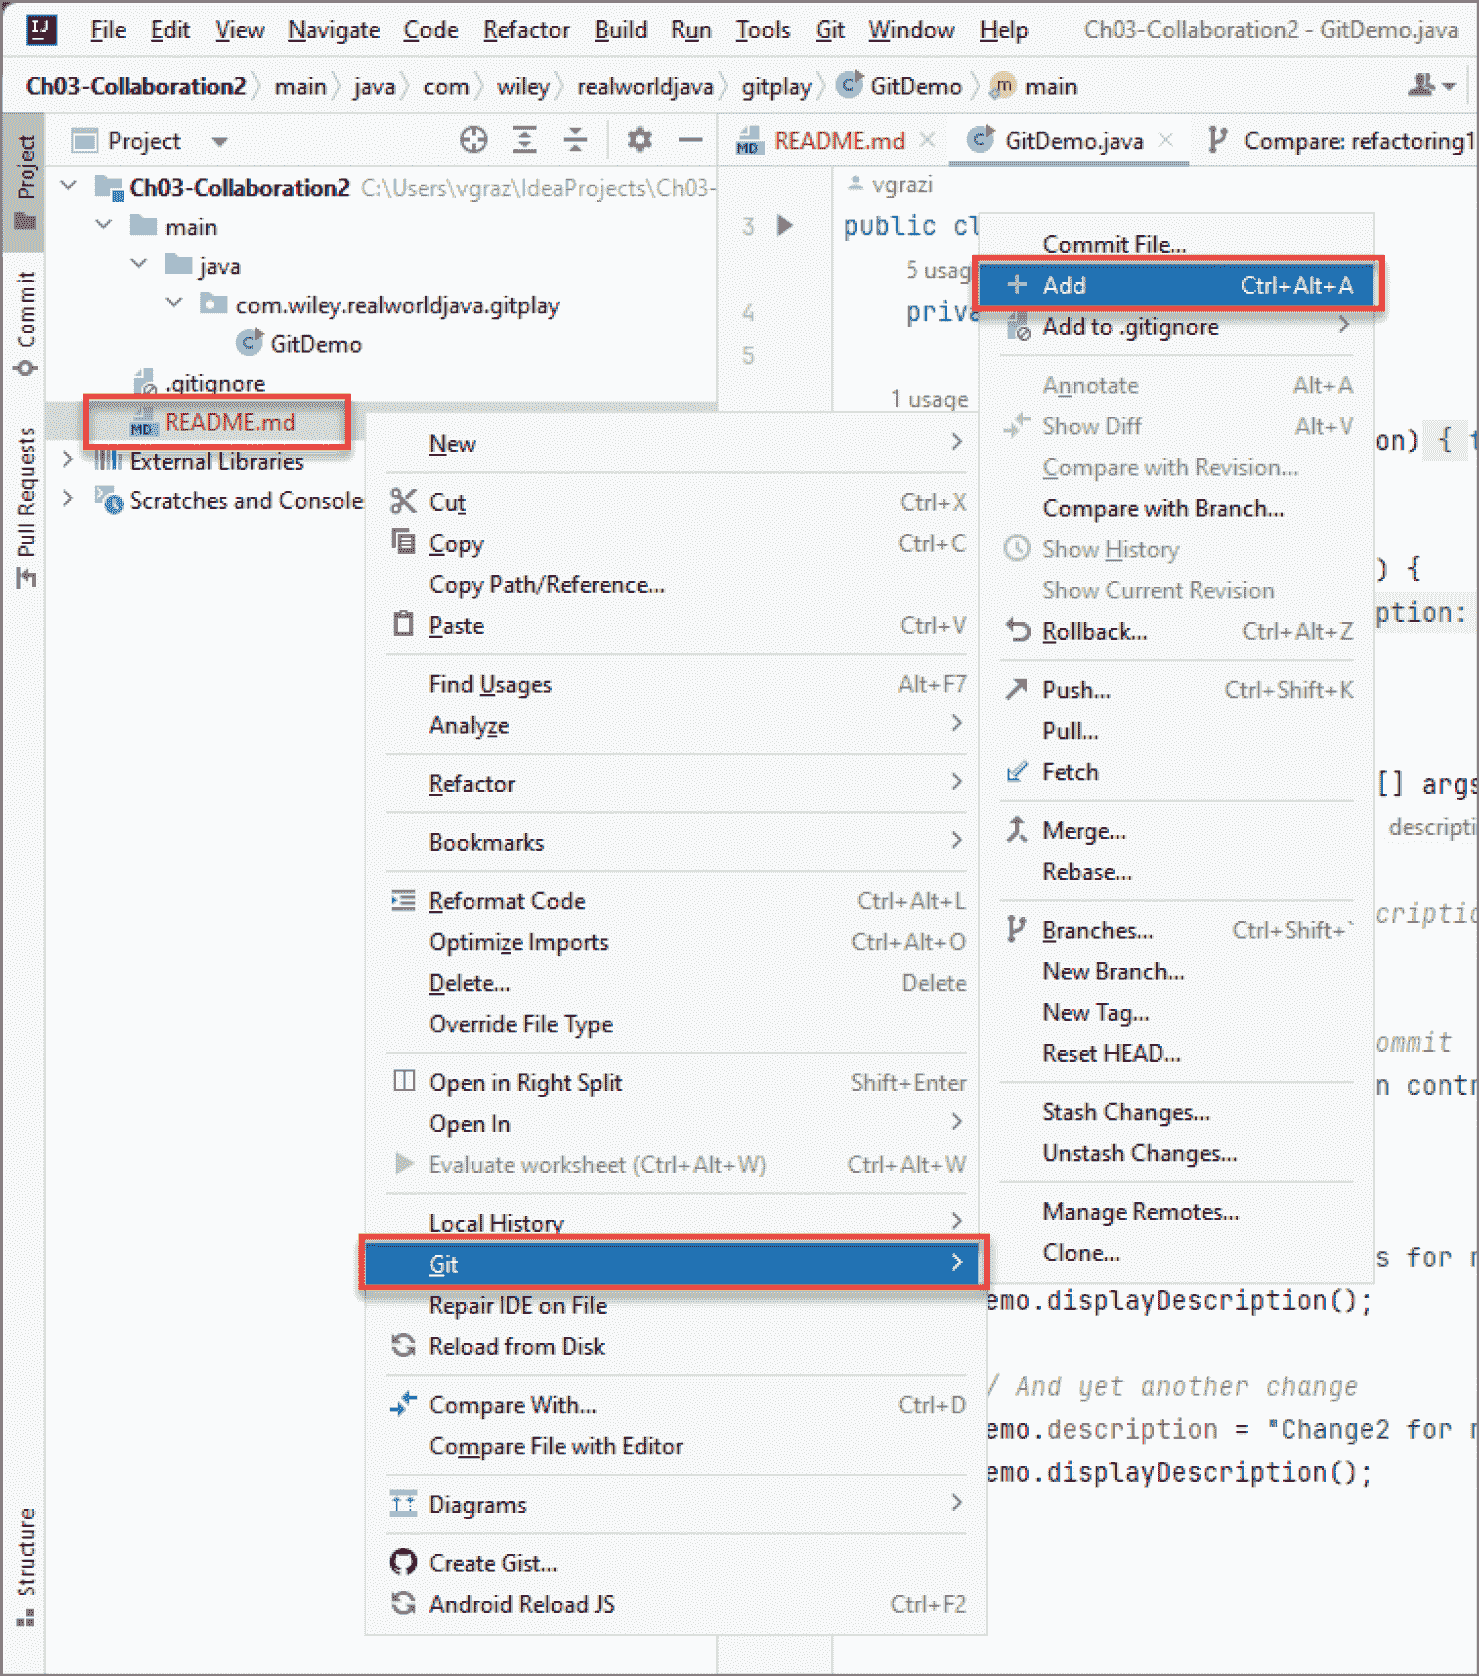 IJ File Edit View Navigate Code Refactor Build Run Tools Git Window Help Ch03-Collaboration2 - GitDemo.java
Ch03-Collaboration2 main java com wiley realworldjava gitplay C GitDemo m main
Project
Commit
Pull Requests
Structure
Project
Ch03-Collaboration2 C:\Users\vgraz\IdeaProjects\Ch03-
main
java
com.wiley.realworldjava.gitplay
C GitDemo
.gitignore
MD README.md
External Libraries
Scratches and Console
MD README.md C GitDemo.java Compare: refactoring1
vgrazi
3 public cl
5 usag
4 priva
5
1 usage
on) {
) {
ption:
[] args
descripti
criptio
ommit
n contr
s for
emo.displayDescription();
/ And yet another change
emo.description = "Change2 for
emo.displayDescription();
New
Cut Ctrl+X
Copy Ctrl+C
Copy Path/Reference...
Paste Ctrl+V
Find Usages Alt+F7
Analyze
Refactor
Bookmarks
Reformat Code Ctrl+Alt+L
Optimize Imports Ctrl+Alt+O
Delete... Delete
Override File Type
Open in Right Split Shift+Enter
Open In
Evaluate worksheet (Ctrl+Alt+W) Ctrl+Alt+W
Local History
Git
Repair IDE on File
Reload from Disk
Compare With... Ctrl+D
Compare File with Editor
Diagrams
Create Gist...
Android Reload JS Ctrl+F2
Commit File...
Add Ctrl+Alt+A
Add to .gitignore
Annotate Alt+A
Show Diff Alt+V
Compare with Revision...
Compare with Branch...
Show History
Show Current Revision
Rollback... Ctrl+Alt+Z
Push... Ctrl+Shift+K
Pull...
Fetch
Merge...
Rebase...
Branches... Ctrl+Shift+`
New Branch...
New Tag...
Reset HEAD...
Stash Changes...
Unstash Changes...
Manage Remotes...
Clone...